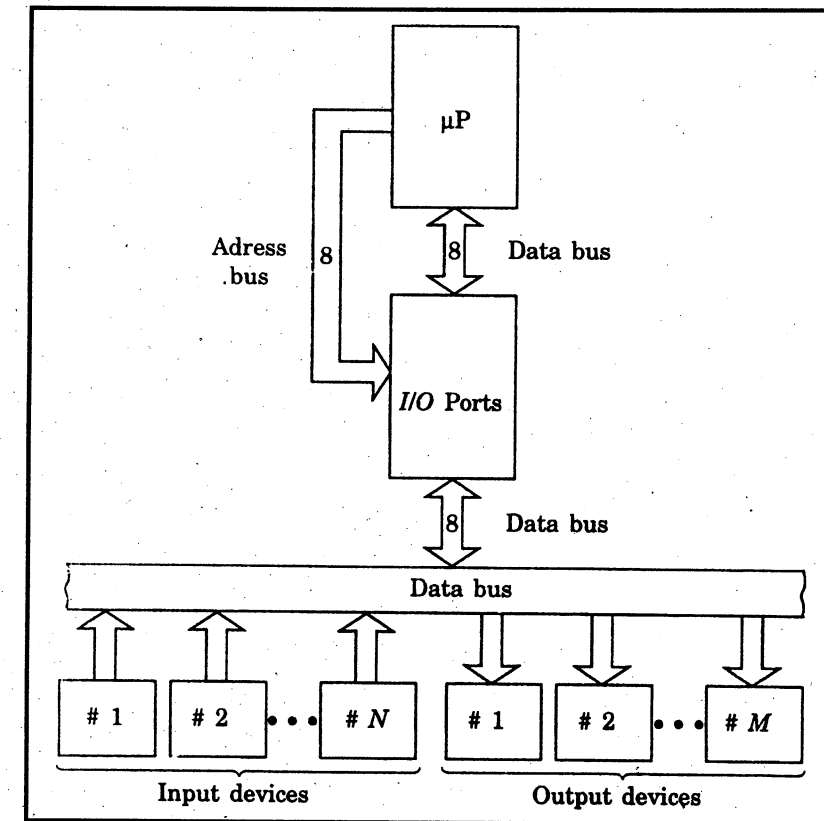 μP
Adress
bus
8
8
Data bus
I/O Ports
8
Data bus
Data bus
# 1
# 2
# N
# 1
# 2
# M
Input devices
Output devices